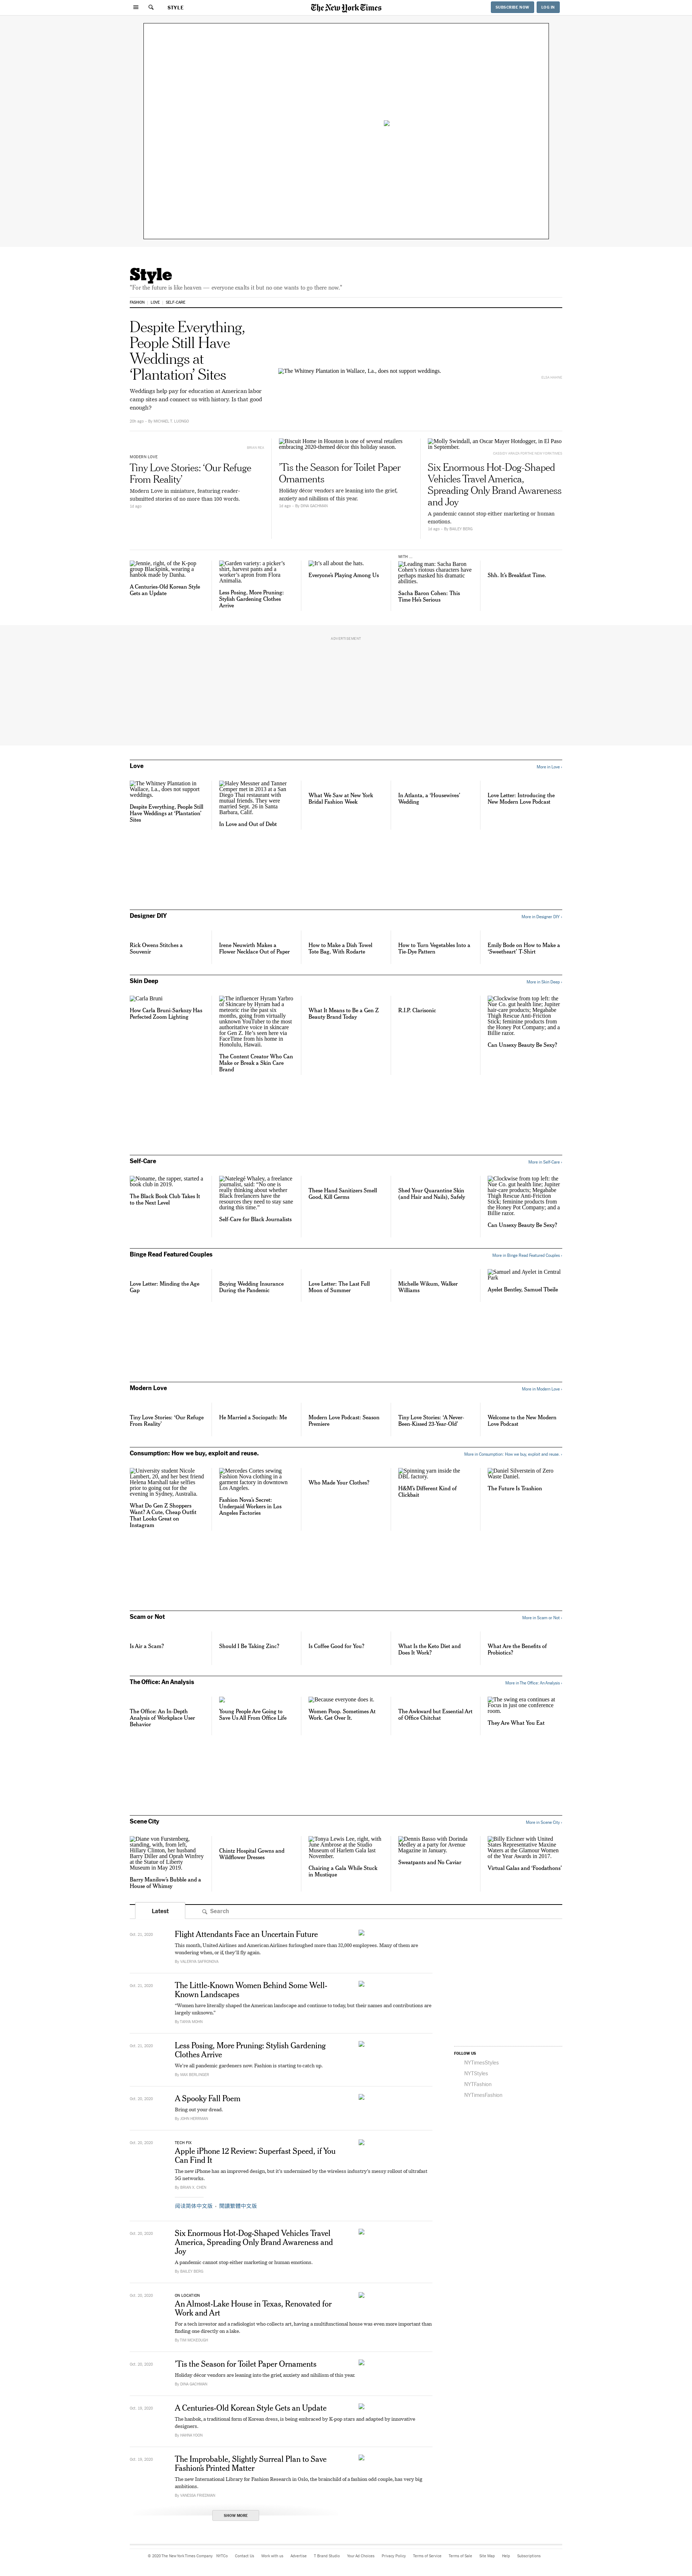 STYLE
The New York Times
SUBSCRIBE NOW
LOG IN
Style
"For the future is like heaven — everyone exalts it but no one wants to go there now."
FASHION
LOVE
SELF-CARE
Despite Everything,
People Still Have
Weddings at
‘Plantation’ Sites
Weddings help pay for education at American labor
camp sites and connect us with history. Is that good
enough?
By MICHAEL T. LUONGO
The Whitney Plantation in Wallace, La., does not support weddings.
MODERN LOVE
Tiny Love Stories: ‘Our Refuge
From Reality’
Modern Love in miniature, featuring reader-
submitted stories of no more than 100 words.
1d ago
Biscuit Home in Houston is one of several retailers
embracing 2020-themed décor this holiday season.
’Tis the Season for Toilet Paper
Ornaments
Holiday décor vendors are leaning into the grief,
anxiety and nihilism of this year.
1d ago · By GINA GACHMAN
Molly Swindall, an Oscar Mayer Hotdogger, in El Paso
in September.
Six Enormous Hot-Dog-Shaped
Vehicles Travel America,
Spreading Only Brand Awareness
and Joy
A pandemic cannot stop either marketing or human
emotions.
1d ago · By BAILEY BERG
Jennie, right, of the K-pop
group Blackpink, wearing a
hanbok made by Danha.
A Centuries-Old Korean Style
Gets an Update
Garden variety: a picker’s
shirt, harvest pants and a
worker’s apron from Flora
Animalia.
Less Posing, More Pruning:
Stylish Gardening Clothes
Arrive
It’s all about the hats.
Everyone’s Playing Among Us
WITH ...
Leading man: Sacha Baron
Cohen’s riotous characters have
perhaps masked his dramatic
abilities.
Sacha Baron Cohen: This
Time He’s Serious
Shh. It’s Breakfast Time.
ADVERTISEMENT
Love
More in Love ›
The Whitney Plantation in
Wallace, La., does not support
weddings.
Despite Everything, People Still
Have Weddings at ‘Plantation’
Sites
Haley Messner and Tanner
Cemper met in 2013 at a San
Diego Thai restaurant with
mutual friends. They were
married Sept. 26 in Santa
Barbara, Calif.
In Love and Out of Debt
What We Saw at New York
Bridal Fashion Week
In Atlanta, a ‘Housewives’
Wedding
Love Letter: Introducing the
New Modern Love Podcast
Designer DIY
More in Designer DIY ›
Rick Owens Stitches a
Souvenir
Irene Neuwirth Makes a
Flower Necklace Out of Paper
How to Make a Dish Towel
Tote Bag, With Rodarte
How to Turn Vegetables Into a
Tie-Dye Pattern
Emily Bode on How to Make a
‘Sweetheart’ T-Shirt
Skin Deep
More in Skin Deep ›
Carla Bruni
How Carla Bruni-Sarkozy Has
Perfected Zoom Lighting
The influencer Hyram Yarbro
of Skincare by Hyram had a
meteoric rise the past six
months, going from virtually
unknown YouTube to the most
authoritative voice in skincare
for Gen Z. He’s seen here via
FaceTime from his home in
Honolulu, Hawaii.
The Content Creator Who Can
Make or Break a Skin Care
Brand
What It Means to Be a Gen Z
Beauty Brand Today
R.I.P. Clarisonic
Clockwise from top left: the
Nue Co. gut health line; Jupiter
hair-care products; Megababe
Thigh Rescue Anti-Friction
Stick; feminine products from
the Honey Pot Company; and a
Billie razor.
Can Unsexy Beauty Be Sexy?
Self-Care
More in Self-Care ›
Noname, the rapper, started a
book club in 2019.
The Black Book Club Takes It
to the Next Level
Natelegé Whaley, a freelance
journalist, said: “No one is
really thinking about whether
Black freelancers have the
resources they need to stay sane
during this time.”
Self-Care for Black Journalists
These Hand Sanitizers Smell
Good, Kill Germs
Shed Your Quarantine Skin
(and Hair and Nails), Safely
Clockwise from top left: the
Nue Co. gut health line; Jupiter
hair-care products; Megababe
Thigh Rescue Anti-Friction
Stick; feminine products from
the Honey Pot Company; and a
Billie razor.
Can Unsexy Beauty Be Sexy?
Binge Read Featured Couples
More in Binge Read Featured Couples ›
Love Letter: Minding the Age
Gap
Buying Wedding Insurance
During the Pandemic
Love Letter: The Last Full
Moon of Summer
Michelle Wikum, Walker
Williams
Samuel and Ayelet in Central
Park
Ayelet Bentley, Samuel Theile
Modern Love
More in Modern Love ›
Tiny Love Stories: ‘Our Refuge
From Reality’
He Married a Sociopath: Me
Modern Love Podcast: Season
Premiere
Tiny Love Stories: ‘A Never-
Been-Kissed 23-Year-Old’
Welcome to the New Modern
Love Podcast
Consumption: How we buy, exploit and reuse.
More in Consumption: How we buy, exploit and reuse. ›
University student Nicole
Lambert, 20, and her best friend
Helena Marshall take selfies
prior to going out for the
evening in Sydney, Australia.
What Do Gen Z Shoppers
Want? A Cute, Cheap Outfit
That Looks Great on
Instagram
Mercedes Cortes sewing
Fashion Nova clothing in a
garment factory in downtown
Los Angeles.
Fashion Nova’s Secret:
Underpaid Workers in Los
Angeles Factories
Who Made Your Clothes?
Spinning yarn inside the
DBL factory.
H&M’s Different Kind of
Clickbait
Daniel Silverstein of Zero
Waste Daniel.
The Future Is Trashion
Scam or Not
More in Scam or Not ›
Is Air a Scam?
Should I Be Taking Zinc?
Is Coffee Good for You?
What Is the Keto Diet and
Does It Work?
What Are the Benefits of
Probiotics?
The Office: An Analysis
More in The Office: An Analysis ›
The Office: An In-Depth
Analysis of Workplace User
Behavior
Young People Are Going to
Save Us All From Office Life
Because everyone does it.
Women Poop. Sometimes At
Work. Get Over It.
The Awkward but Essential Art
of Office Chitchat
The swing era continues at
Focus in just one conference
room.
They Are What You Eat
Scene City
More in Scene City ›
Diane von Furstenberg,
standing, with, from left,
Hillary Clinton, her husband
Barry Diller and Oprah Winfrey
at the Statue of Liberty
Museum in May 2019.
Barry Manilow’s Bubble and a
House of Whimsy
Chintz Hospital Gowns and
Wildflower Dresses
Tonya Lewis Lee, right, with
June Ambrose at the Studio
Museum of Harlem Gala last
November.
Chairing a Gala While Stuck
in Mustique
Dennis Basso with Dorinda
Medley at a party for Avenue
Magazine in January.
Sweatpants and No Caviar
Billy Eichner with United
States Representative Maxine
Waters at the Glamour Women
of the Year Awards in 2017.
Virtual Galas and ‘Foodathons’
Latest
Search
Oct. 21, 2020
Flight Attendants Face an Uncertain Future
This month, United Airlines and American Airlines furloughed more than 32,000 employees. Many of them are
wondering when, or if, they’ll fly again.
By VALERIYA SAFRONOVA
Oct. 21, 2020
The Little-Known Women Behind Some Well-
Known Landscapes
“Women have literally shaped the American landscape and continue to today, but their names and contributions are
largely unknown.”
Oct. 21, 2020
Less Posing, More Pruning: Stylish Gardening
Clothes Arrive
We’re all pandemic gardeners now. Fashion is starting to catch up.
By MAX BERLINGER
Oct. 20, 2020
A Spooky Fall Poem
Bring out your dread.
By JOHN HERRMAN
Oct. 20, 2020
TECH FIX
Apple iPhone 12 Review: Superfast Speed, if You
Can Find It
The new iPhone has an improved design, but it’s undermined by the wireless industry’s messy rollout of ultrafast
5G networks.
By BRIAN X. CHEN
阅读简体中文版 · 閱讀繁體中文版
Oct. 20, 2020
Six Enormous Hot-Dog-Shaped Vehicles Travel
America, Spreading Only Brand Awareness and
Joy
A pandemic cannot stop either marketing or human emotions.
By BAILEY BERG
Oct. 20, 2020
ON LOCATION
An Almost-Lake House in Texas, Renovated for
Work and Art
For a tech investor and a radiologist who collects art, having a multifunctional house was even more important than
finding one directly on a lake.
By TIM MCKEOUGH
Oct. 20, 2020
’Tis the Season for Toilet Paper Ornaments
Holiday décor vendors are leaning into the grief, anxiety and nihilism of this year.
By GINA GACHMAN
Oct. 19, 2020
A Centuries-Old Korean Style Gets an Update
The hanbok, a traditional form of Korean dress, is being embraced by K-pop stars and adapted by innovative
designers.
By HAHNA YOON
Oct. 19, 2020
The Improbable, Slightly Surreal Plan to Save
Fashion’s Printed Matter
The new International Library for Fashion Research in Oslo, the brainchild of a fashion odd couple, has very big
ambitions.
By VANESSA FRIEDMAN
SHOW MORE
FOLLOW US
NYTimesStyles
NYTStyles
NYTFashion
NYTimesFashion
© 2020 The New York Times Company
NYTCo
Contact Us
Work with us
Advertise
T Brand Studio
Your Ad Choices
Privacy Policy
Terms of Service
Terms of Sale
Site Map
Help
Subscriptions